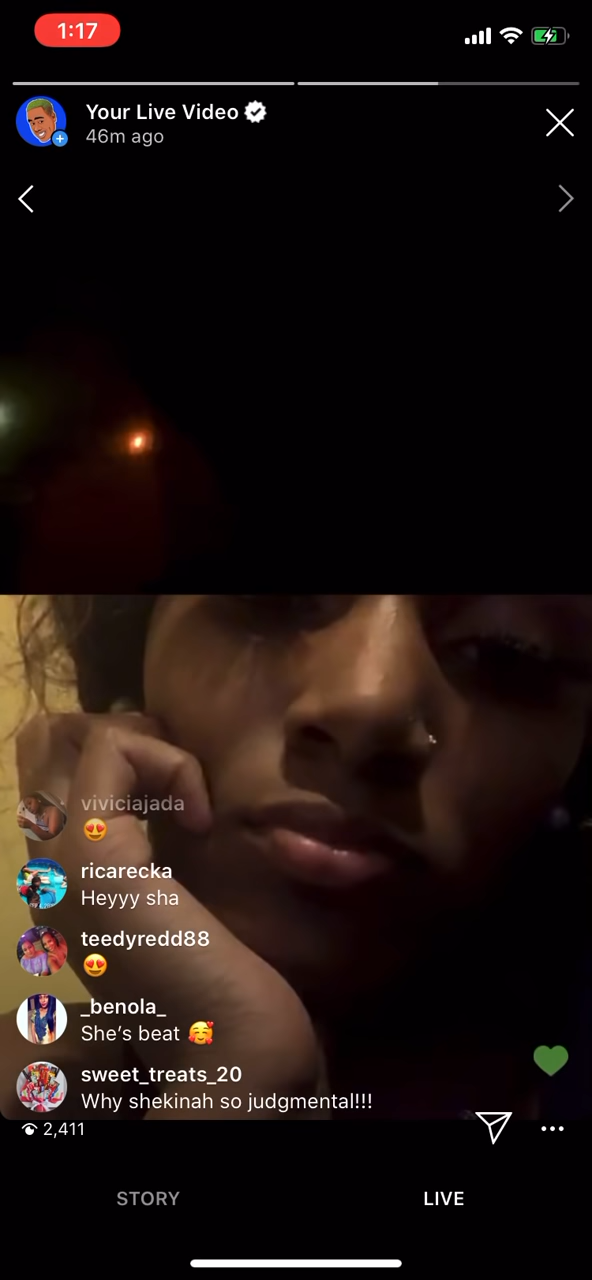 1:17
Your Live Video
46m ago
viviciajada
😍
ricarecka
Heyyy sha
teedyredd88
😍
_benola_
She’s beat 🥰
sweet_treats_20
Why shekinah so judgmental!!!
2,411
STORY LIVE